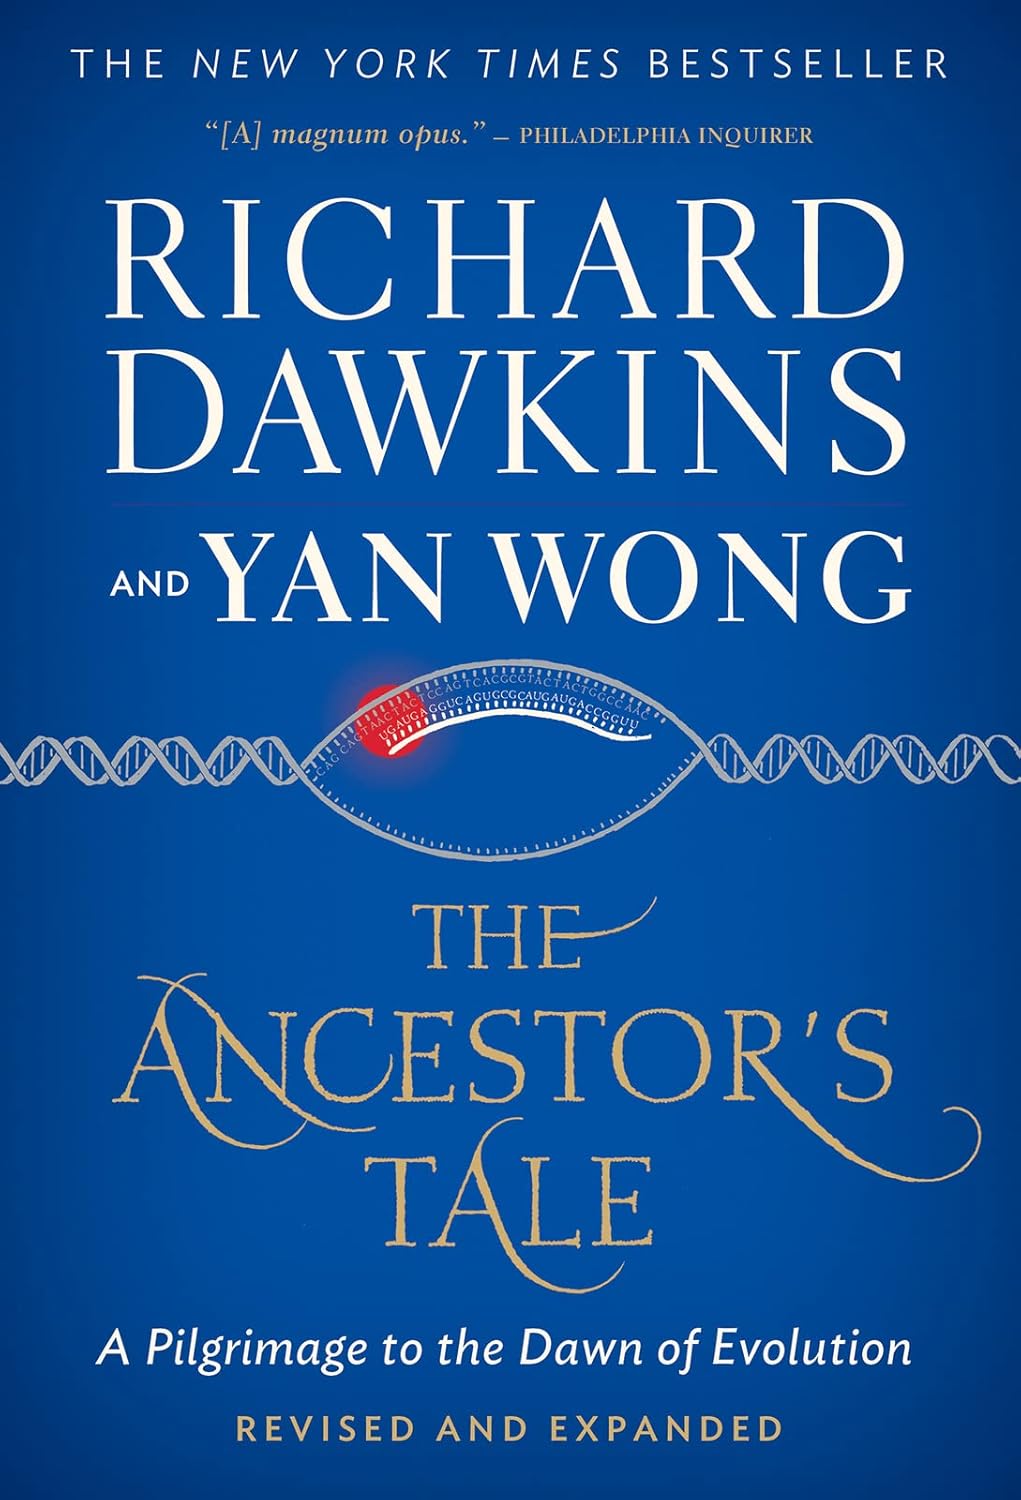 THE NEW YORK TIMES BESTSELLER
“[A] magnum opus.” – PHILADELPHIA INQUIRER
RICHARD
DAWKINS
AND YAN WONG
THE
ANCESTOR’S
TALE
A Pilgrimage to the Dawn of Evolution
REVISED AND EXPANDED